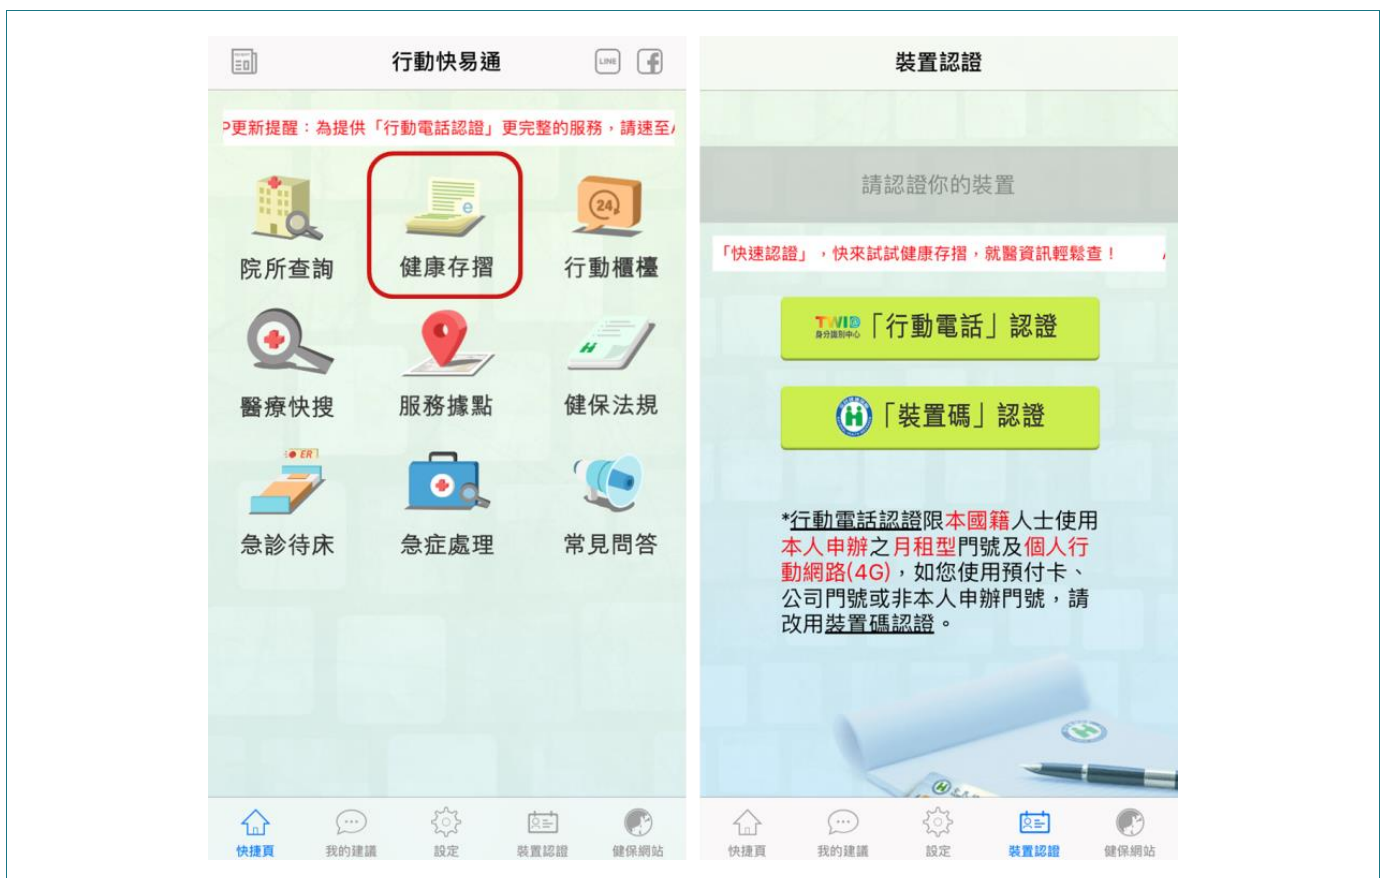 行動快易通
LINE
P更新提醒：為提供「行動電話認證」更完整的服務，請速至
院所查詢
e
健康存摺
24
行動櫃檯
醫療快搜
服務據點
健保法規
ER
急診待床
急症處理
常見問答
快捷頁
我的建議
設定
裝置認證
健保網站
裝置認證
請認證你的裝置
「快速認證」，快來試試健康存摺，就醫資訊輕鬆查！
TWID
身分識別中心
「行動電話」認證
「裝置碼」認證
*行動電話認證限本國籍人士使用
本人申辦之月租型門號及個人行
動網路(4G)，如您使用預付卡、
公司門號或非本人申辦門號，請
改用裝置碼認證。
快捷頁
我的建議
設定
裝置認證
健保網站